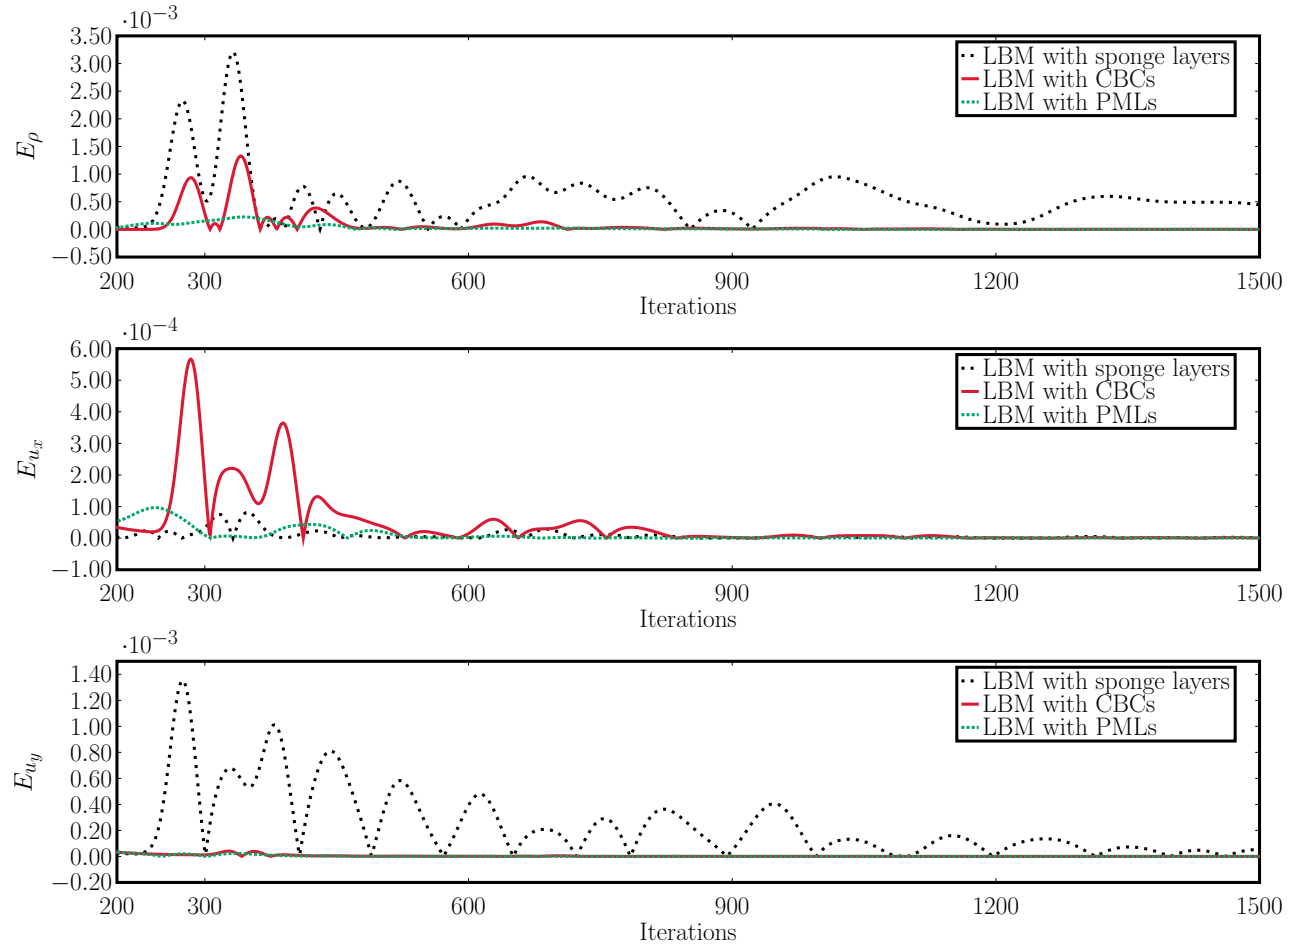 ·10−3
3.50
3.00
2.50
2.00
1.50
1.00
0.50
0.00
−0.50
Eρ
LBM with sponge layers
LBM with CBCs
LBM with PMLs
200 300 600 900 1200 1500
Iterations
·10−4
6.00
5.00
4.00
3.00
2.00
1.00
0.00
−1.00
Eux
LBM with sponge layers
LBM with CBCs
LBM with PMLs
200 300 600 900 1200 1500
Iterations
·10−3
1.40
1.20
1.00
0.80
0.60
0.40
0.20
0.00
−0.20
Euy
LBM with sponge layers
LBM with CBCs
LBM with PMLs
200 300 600 900 1200 1500
Iterations